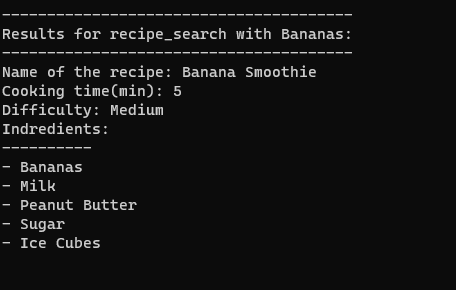 ---------------------------------------
Results for recipe_search with Bananas:
---------------------------------------
Name of the recipe: Banana Smoothie
Cooking time(min): 5
Difficulty: Medium
Indredients:
----------
- Bananas
- Milk
- Peanut Butter
- Sugar
- Ice Cubes